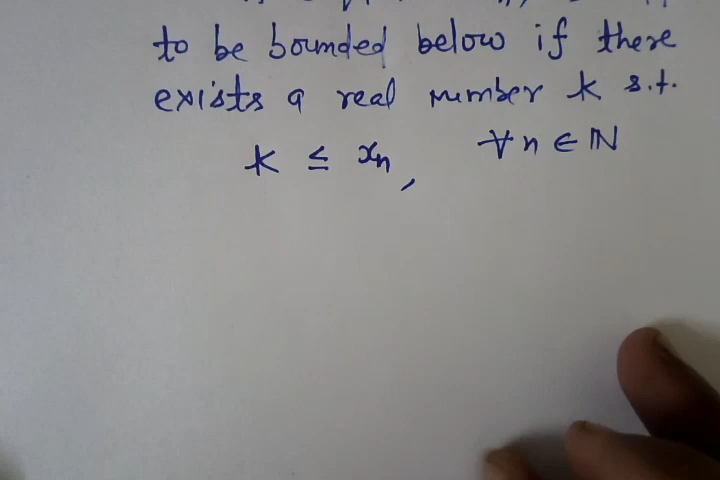 to be bounded below if there
exists a real number k s.t.
k ≤ xₙ, ∀ n ∈ ℕ